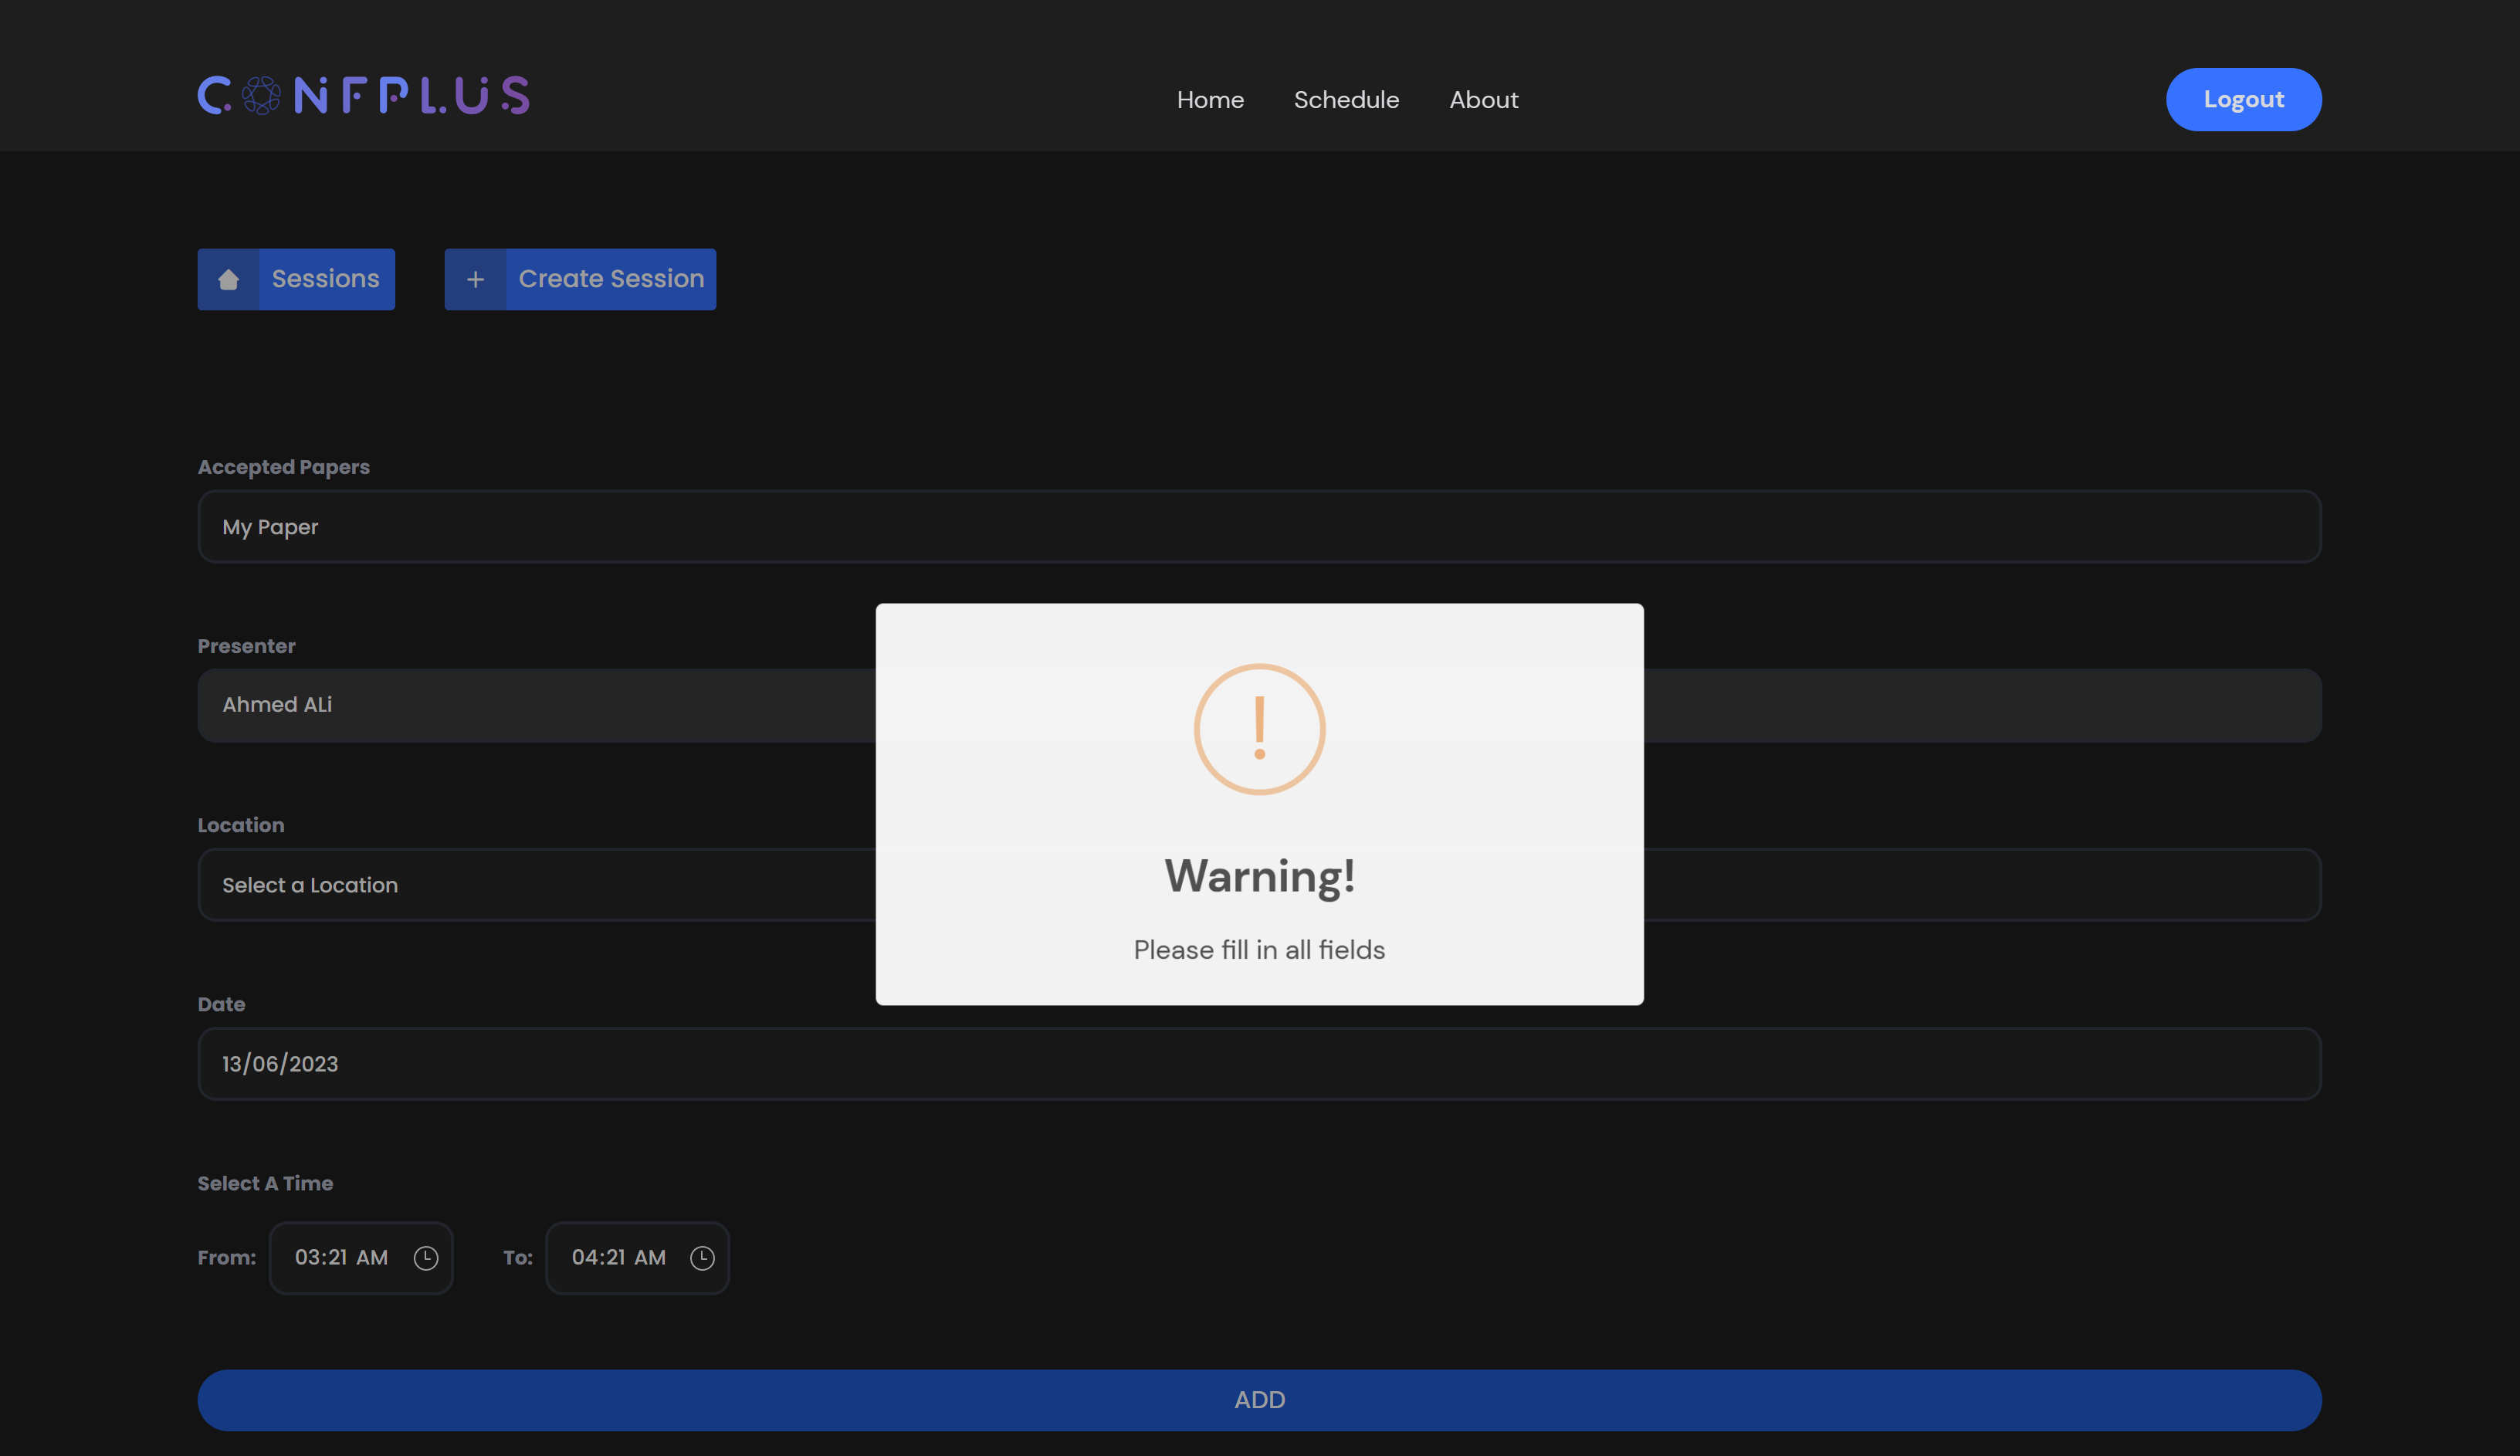 CONFPLUS
Home Schedule About Logout
Sessions Create Session
Accepted Papers
My Paper
Presenter
Ahmed ALi
Location
Select a Location
!
Warning!
Please fill in all fields
Date
13/06/2023
Select A Time
From: 03:21 AM To: 04:21 AM
ADD